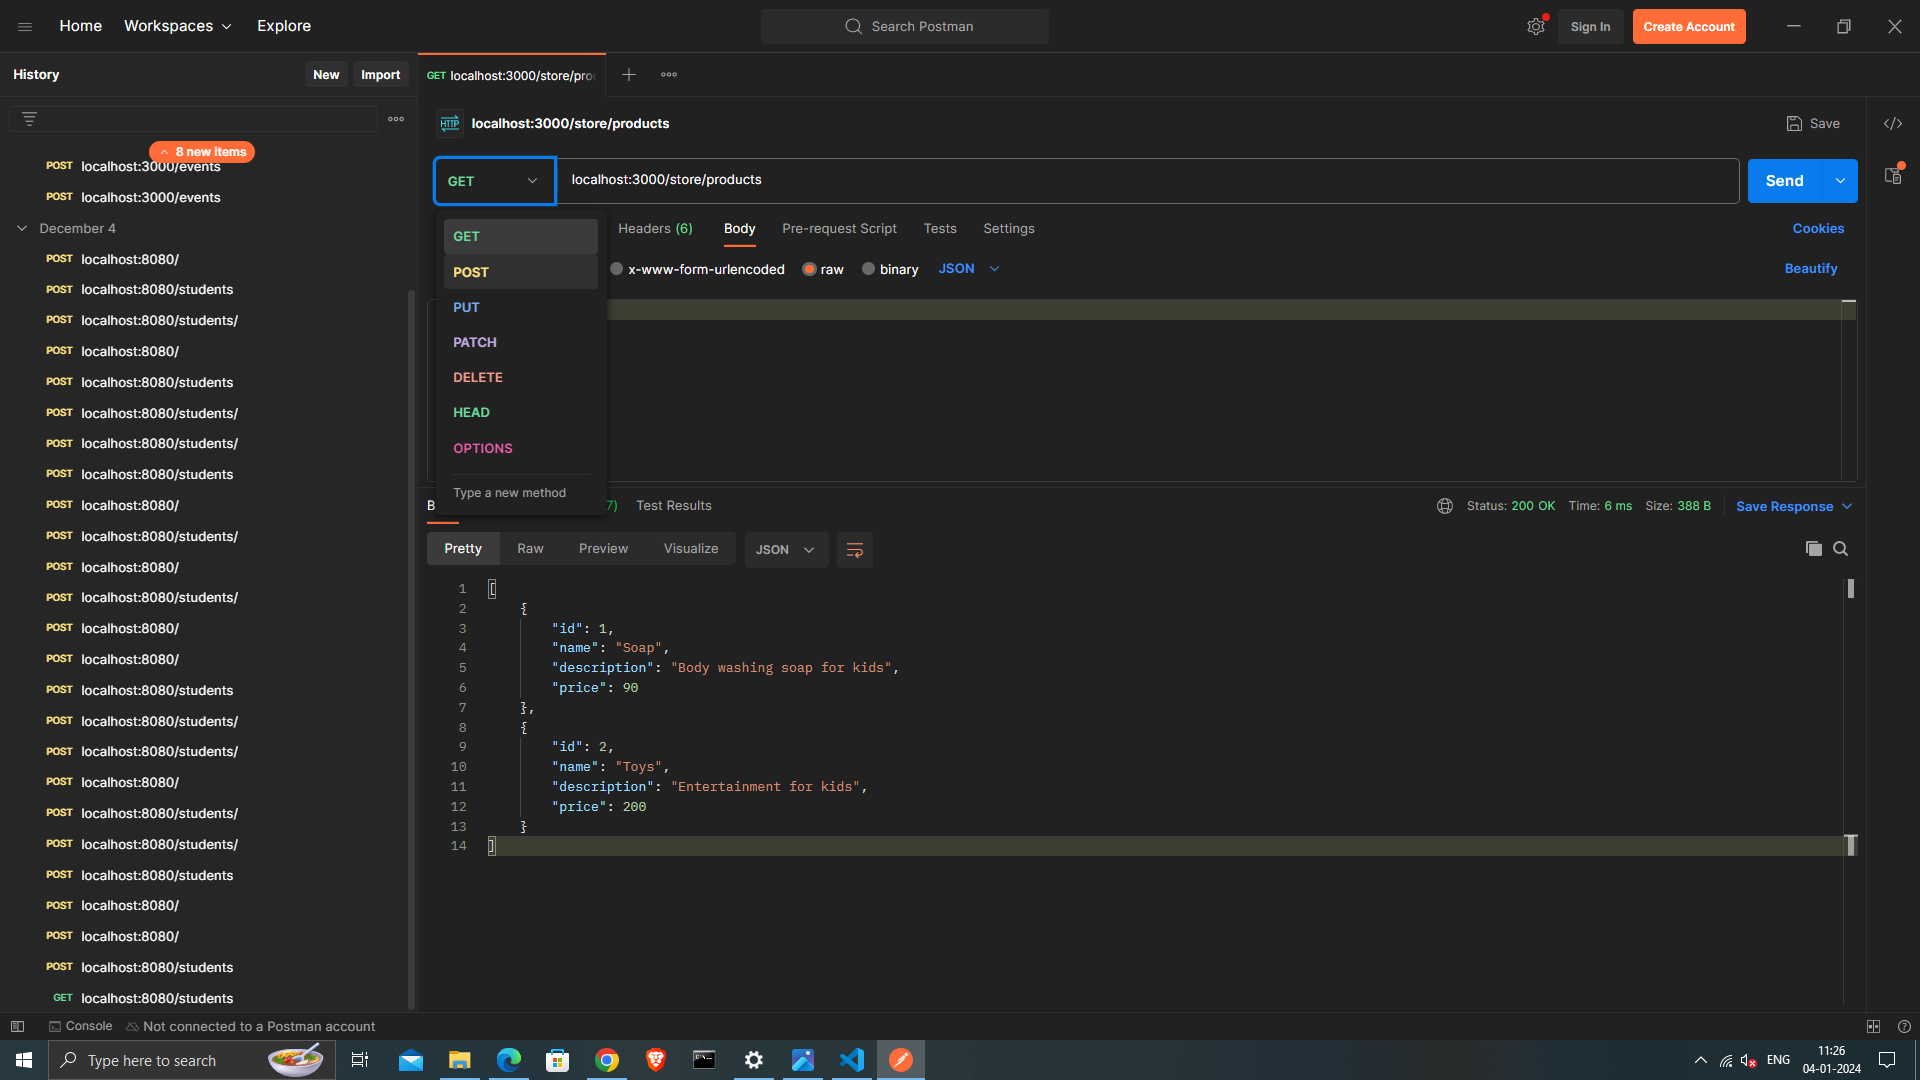 Home Workspaces Explore
Search Postman
Sign In
Create Account
History
New Import
8 new items
POST localhost:3000/events
POST localhost:3000/events
December 4
POST localhost:8080/
POST localhost:8080/students
POST localhost:8080/students/
POST localhost:8080/
POST localhost:8080/students
POST localhost:8080/students/
POST localhost:8080/students/
POST localhost:8080/students
POST localhost:8080/
POST localhost:8080/students/
POST localhost:8080/
POST localhost:8080/students/
POST localhost:8080/
POST localhost:8080/
POST localhost:8080/students
POST localhost:8080/students/
POST localhost:8080/students/
POST localhost:8080/
POST localhost:8080/students/
POST localhost:8080/students/
POST localhost:8080/students
POST localhost:8080/
POST localhost:8080/
POST localhost:8080/students
GET localhost:8080/students
GET localhost:3000/store/pro
HTTP localhost:3000/store/products
Save
GET localhost:3000/store/products
Send
GET
POST
PUT
PATCH
DELETE
HEAD
OPTIONS
Type a new method
Headers (6) Body Pre-request Script Tests Settings
Cookies
x-www-form-urlencoded raw binary JSON
Beautify
B 7) Test Results
Status: 200 OK Time: 6 ms Size: 388 B Save Response
Pretty Raw Preview Visualize JSON
1 [
2 {
3 "id": 1,
4 "name": "Soap",
5 "description": "Body washing soap for kids",
6 "price": 90
7 },
8 {
9 "id": 2,
10 "name": "Toys",
11 "description": "Entertainment for kids",
12 "price": 200
13 }
14 ]
Console Not connected to a Postman account
Type here to search
ENG
11:26
04-01-2024